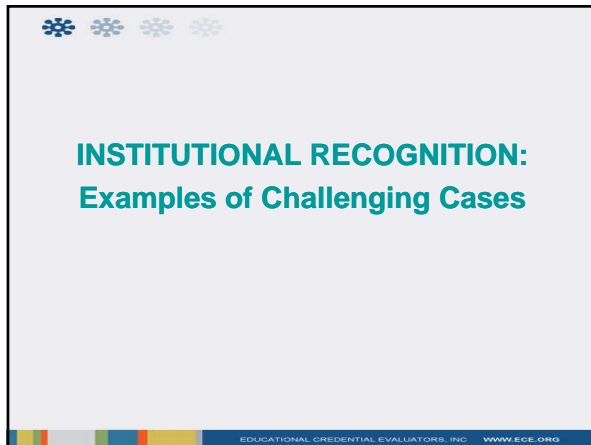 INSTITUTIONAL RECOGNITION:
Examples of Challenging Cases
EDUCATIONAL CREDENTIAL EVALUATORS, INC WWW.ECE.ORG